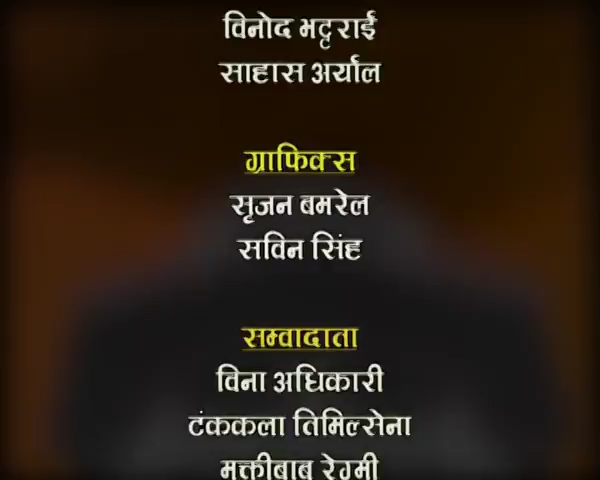 विनोद भट्टराई
साहास अर्याल
ग्राफिक्स
सृजन बमरेल
सविन सिंह
सम्वादाता
विना अधिकारी
टंककला तिमिल्सेना
मुक्तीबाबु रेग्मी